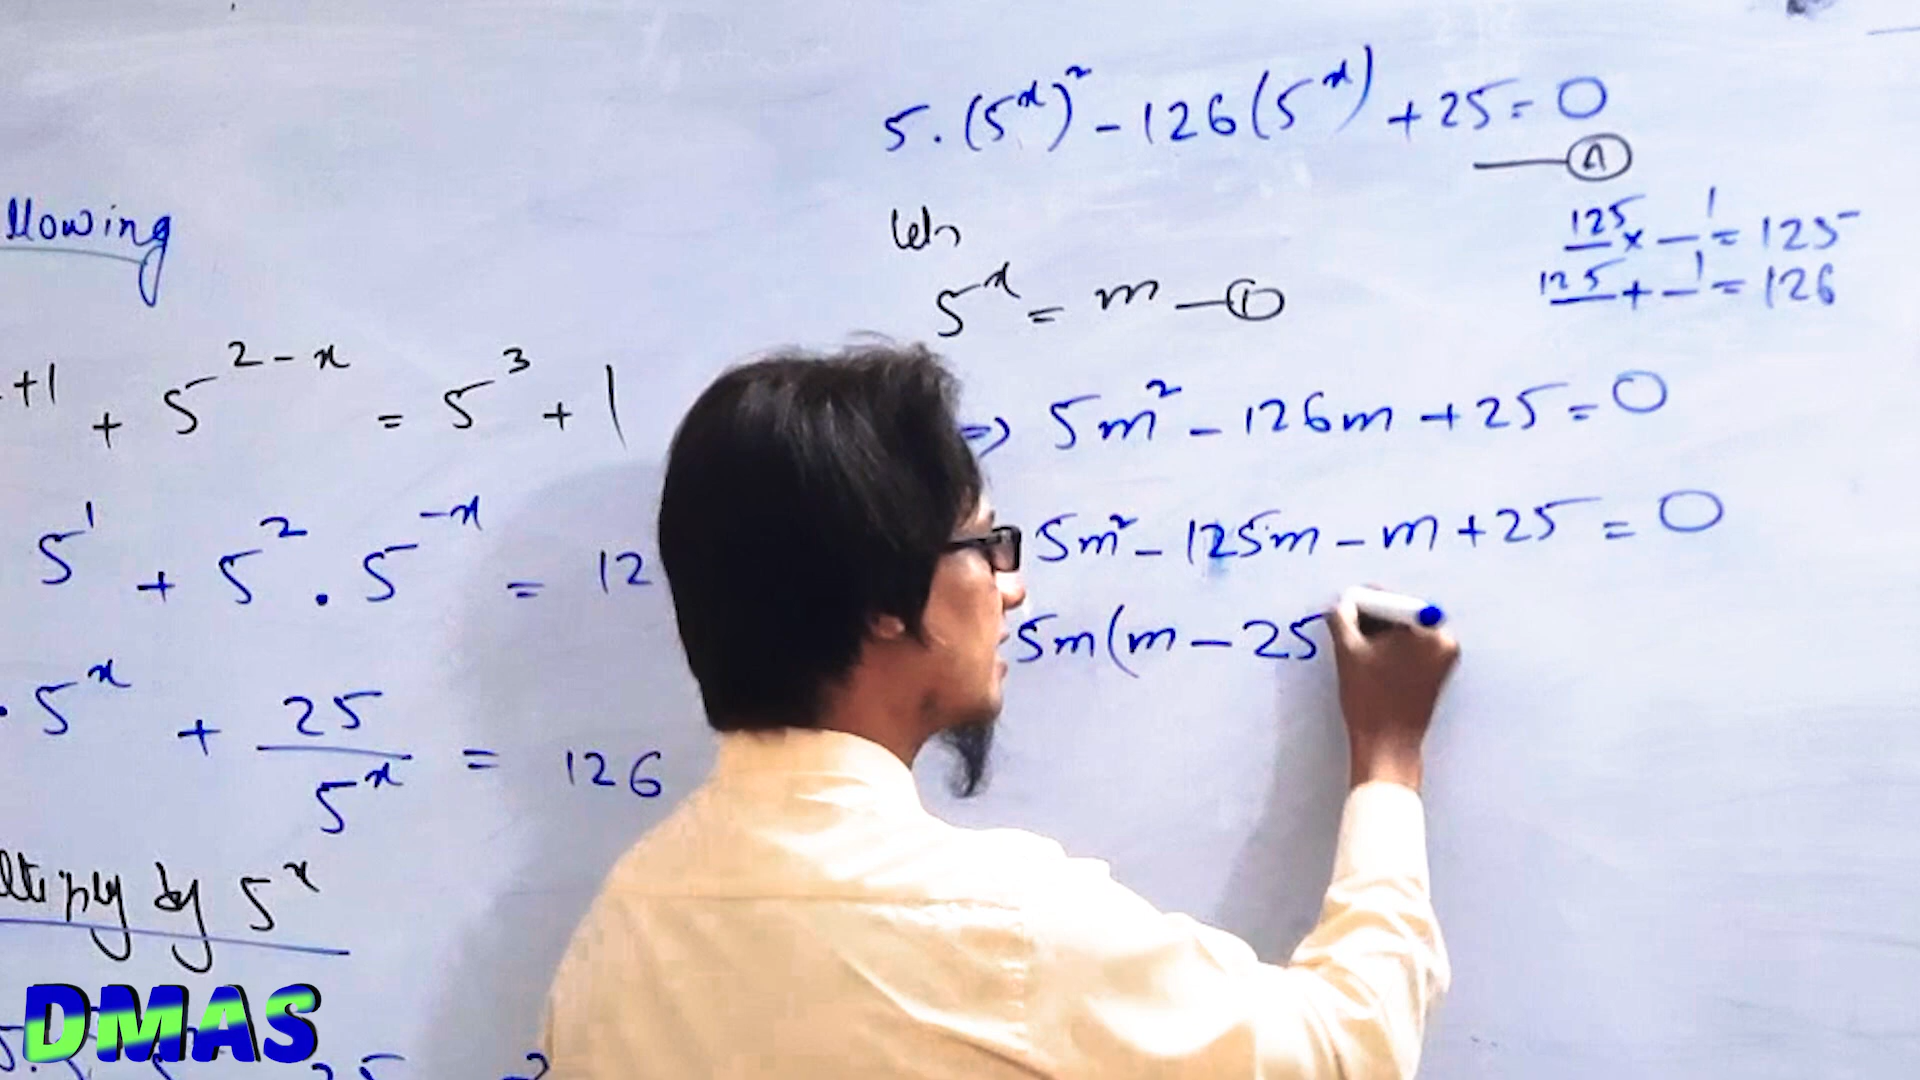 llowing
+1 + 5^(2-x) = 5^3 + 1
5^1 + 5^2 . 5^(-x) = 12
. 5^x + 25/5^x = 126
ltiply by 5^x
DMAS
5.(5^x)^2 - 126(5^x) + 25 = 0
A
125 x 1 = 125
125 + 1 = 126
Let
5^x = m — 1
=> 5m^2 - 126m + 25 = 0
5m^2 - 125m - m + 25 = 0
5m(m - 25